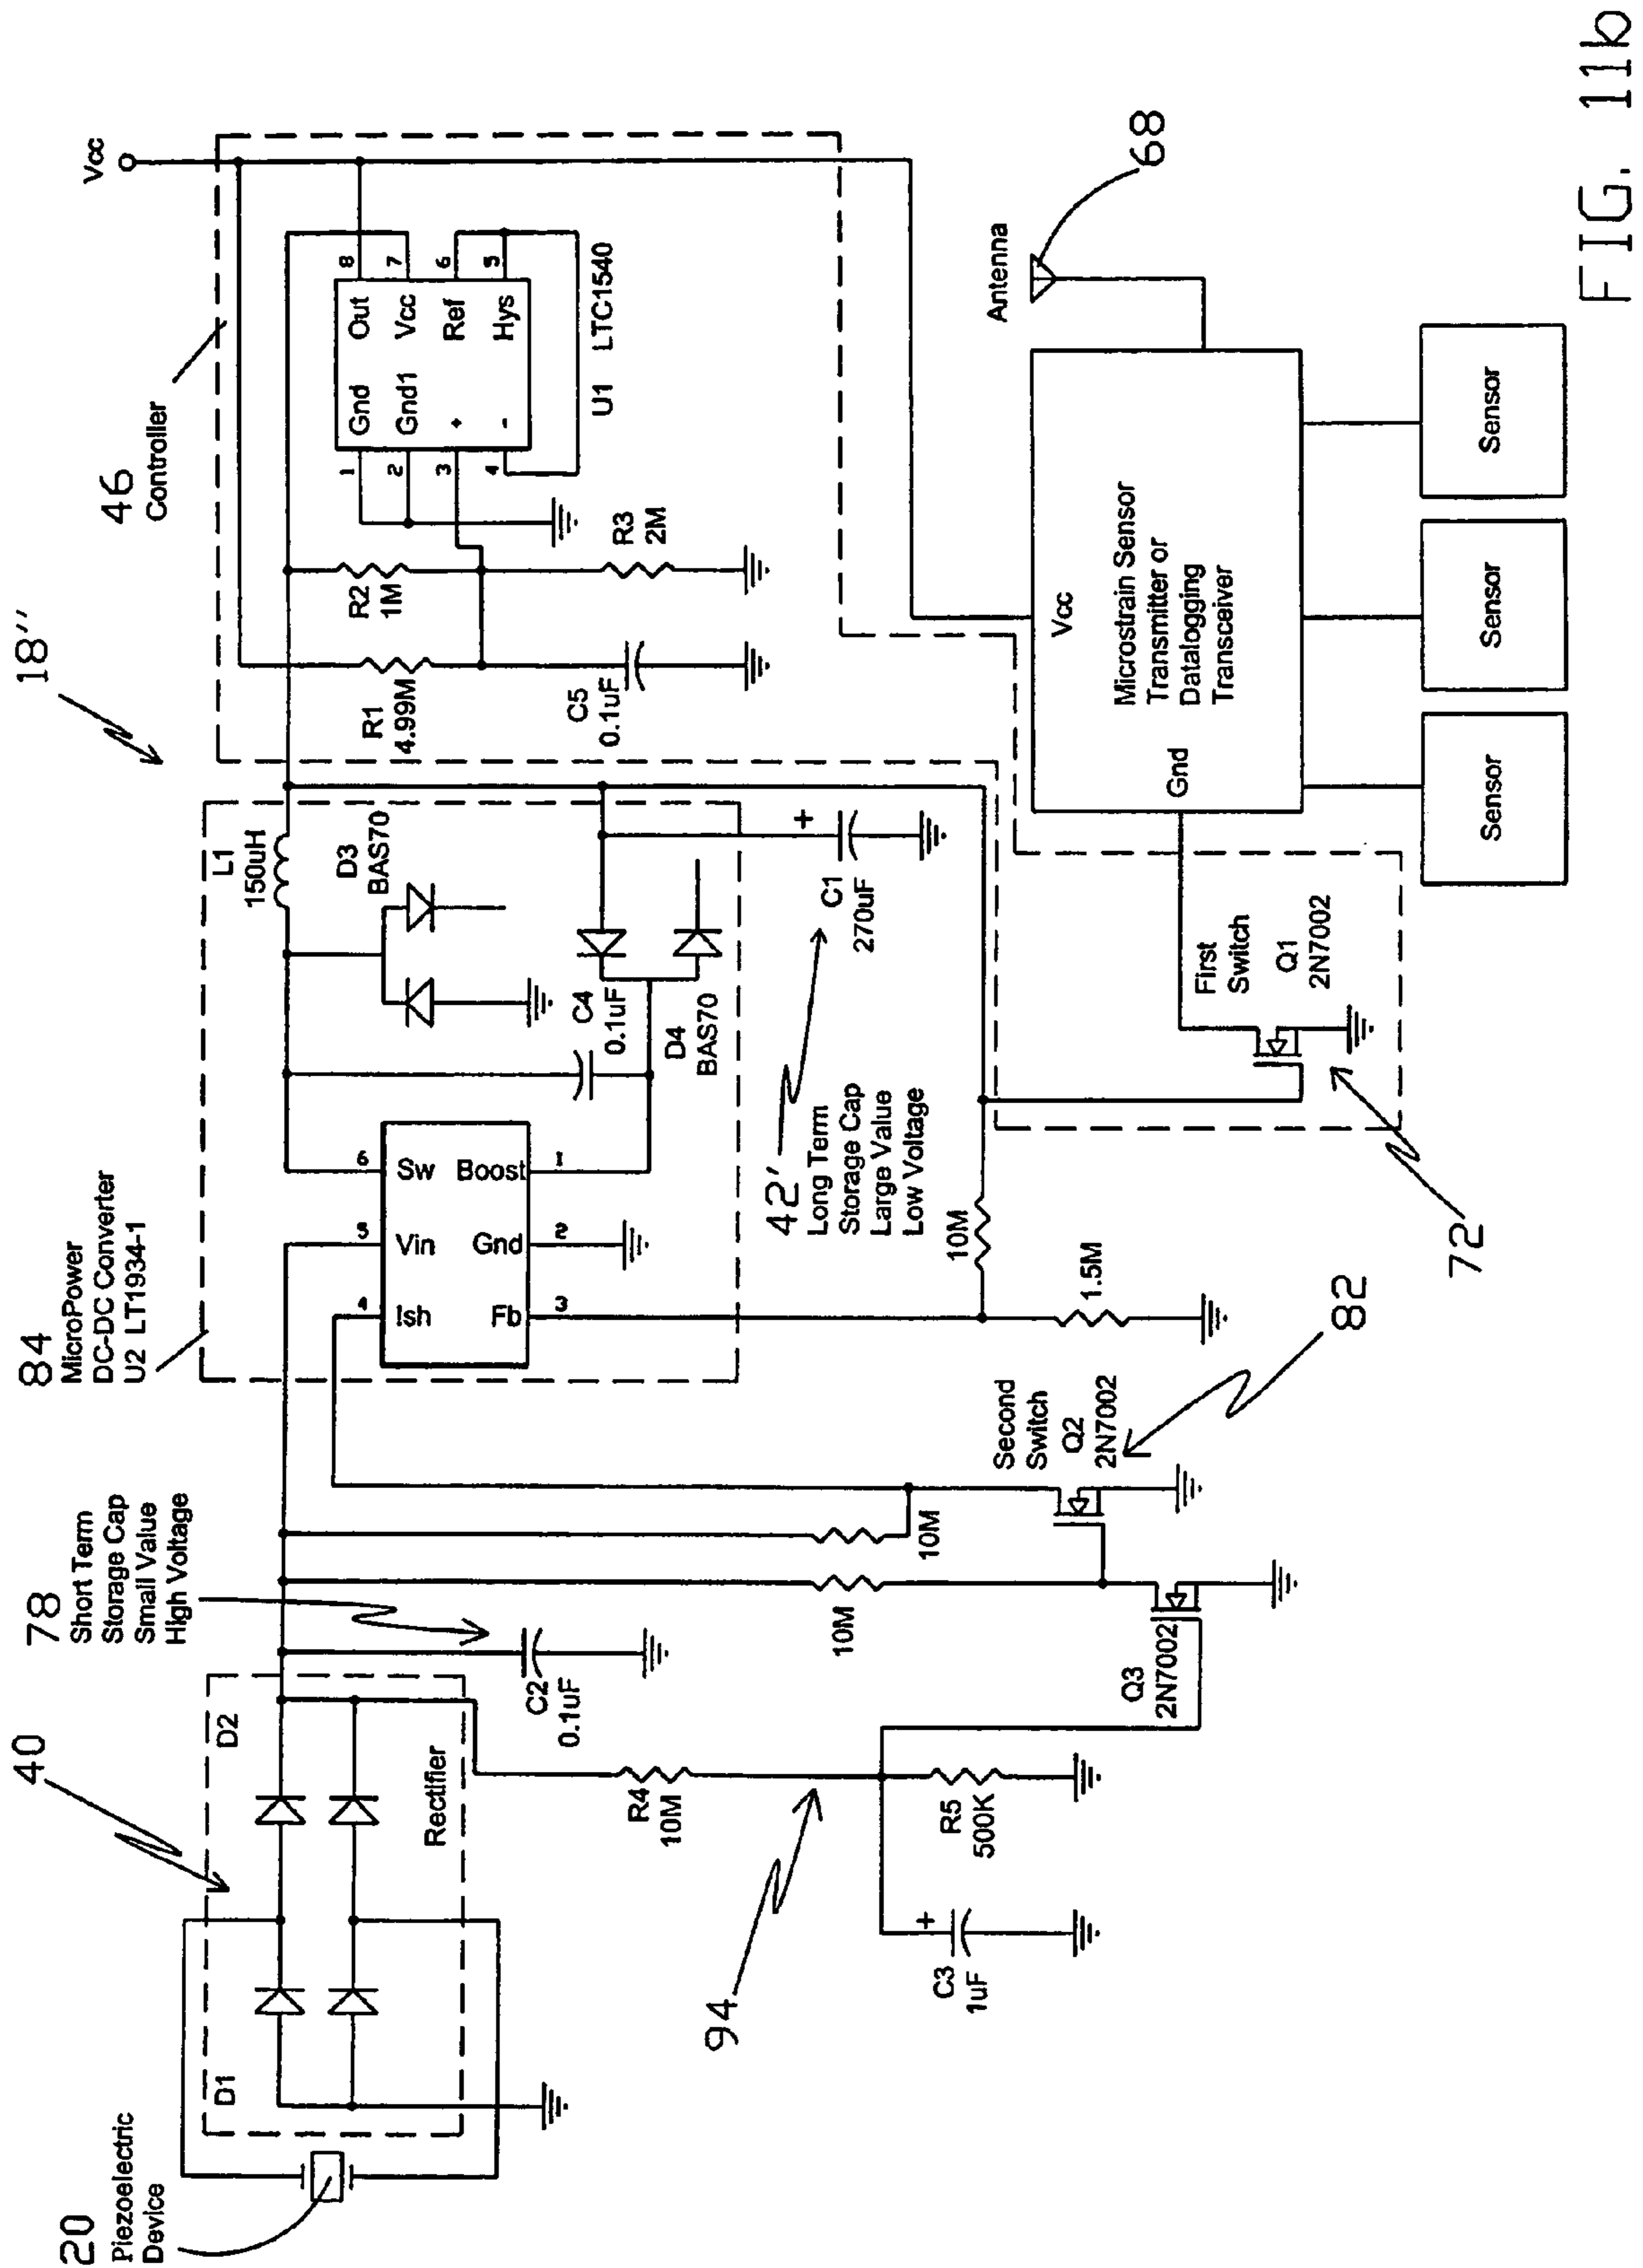 18''
20
Piezoelectric
Device
40
D1
D2
Rectifier
78
Short Term
Storage Cap
Small Value
High Voltage
C2
0.1uF
R4
10M
94
R5
500K
C3
1uF
10M
10M
Q3
2N7002
Second
Switch
Q2
2N7002
82
84
MicroPower
DC-DC Converter
U2 LT1934-1
4
5
6
Ish
Vin
Sw
Fb
Gnd
Boost
3
2
1
L1
150uH
D3
BAS70
C4
0.1uF
D4
BAS70
42'
Long Term
Storage Cap
Large Value
Low Voltage
C1
270uF
+
+
10M
1.5M
46
Controller
Vcc
R1
4.99M
R2
1M
R3
2M
C5
0.1uF
1
2
3
4
Gnd
Gnd1
+
-
Out
Vcc
Ref
Hys
8
7
6
5
U1 LTC1540
First
Switch
Q1
2N7002
72
Gnd
Vcc
Microstrain Sensor
Transmitter or
Datalogging
Transceiver
Antenna
68
Sensor
Sensor
Sensor
FIG. 11b